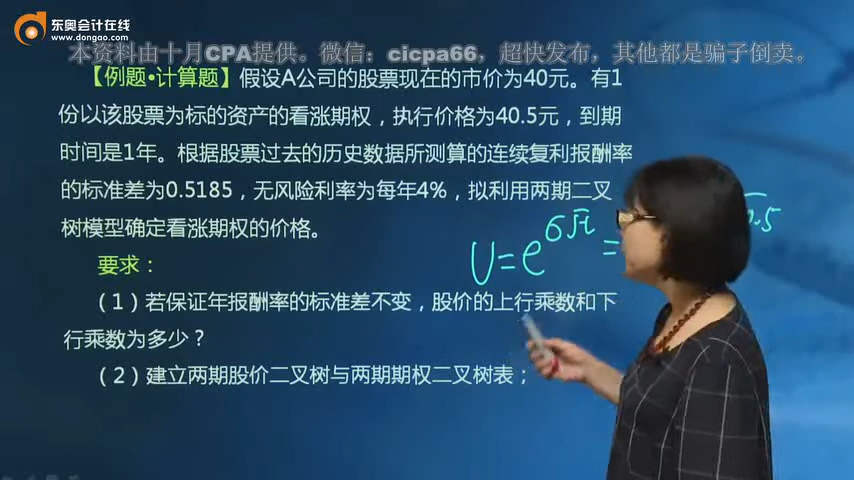 东奥会计在线
www.dongao.com
本资料由十月CPA提供。微信：cicpa66，超快发布，其他都是骗子倒卖。
【例题•计算题】假设A公司的股票现在的市价为40元。有1
份以该股票为标的资产的看涨期权，执行价格为40.5元，到期
时间是1年。根据股票过去的历史数据所测算的连续复利报酬率
的标准差为0.5185，无风险利率为每年4%，拟利用两期二叉
树模型确定看涨期权的价格。
U=e^σ√t =
要求：
（1）若保证年报酬率的标准差不变，股价的上行乘数和下
行乘数为多少？
（2）建立两期股价二叉树与两期期权二叉树表；